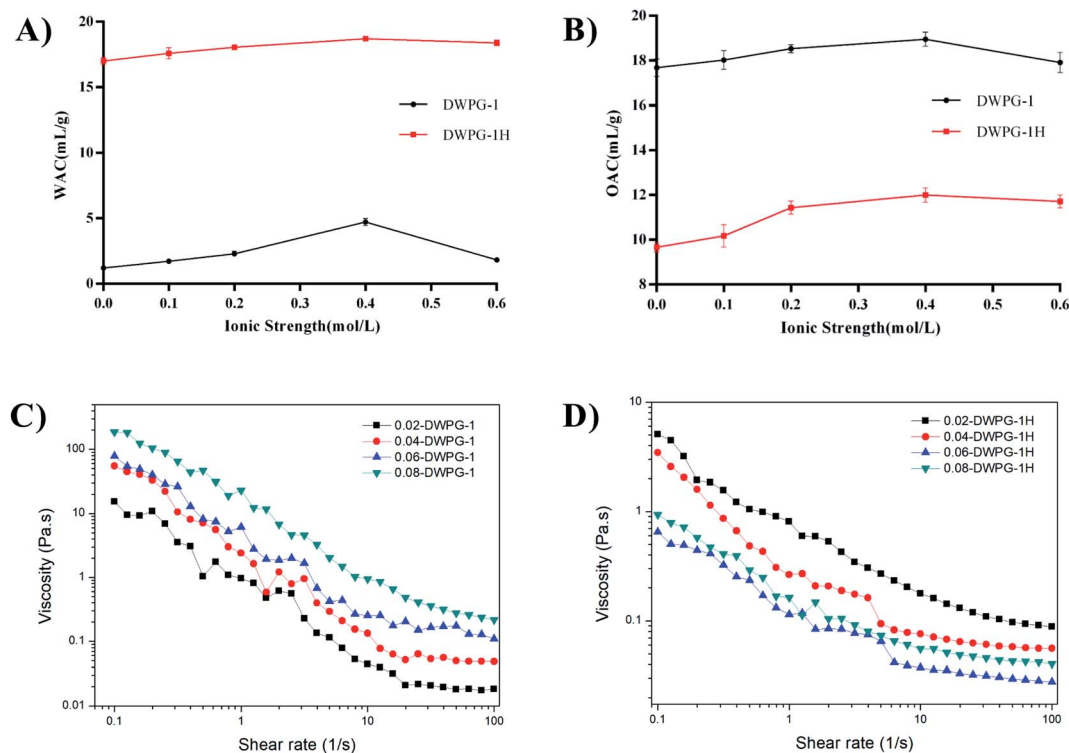 A)
20
15
10
5
0
WAC(mL/g)
DWPG-1
DWPG-1H
0.0 0.1 0.2 0.3 0.4 0.5 0.6
Ionic Strength(mol/L)
B)
20
18
16
14
12
10
8
OAC(mL/g)
DWPG-1
DWPG-1H
0.0 0.1 0.2 0.3 0.4 0.5 0.6
Ionic Strength(mol/L)
C)
100
10
1
0.1
0.01
Viscosity (Pa.s)
0.02-DWPG-1
0.04-DWPG-1
0.06-DWPG-1
0.08-DWPG-1
0.1 1 10 100
Shear rate (1/s)
D)
10
1
0.1
Viscosity (Pa.s)
0.02-DWPG-1H
0.04-DWPG-1H
0.06-DWPG-1H
0.08-DWPG-1H
0.1 1 10 100
Shear rate (1/s)